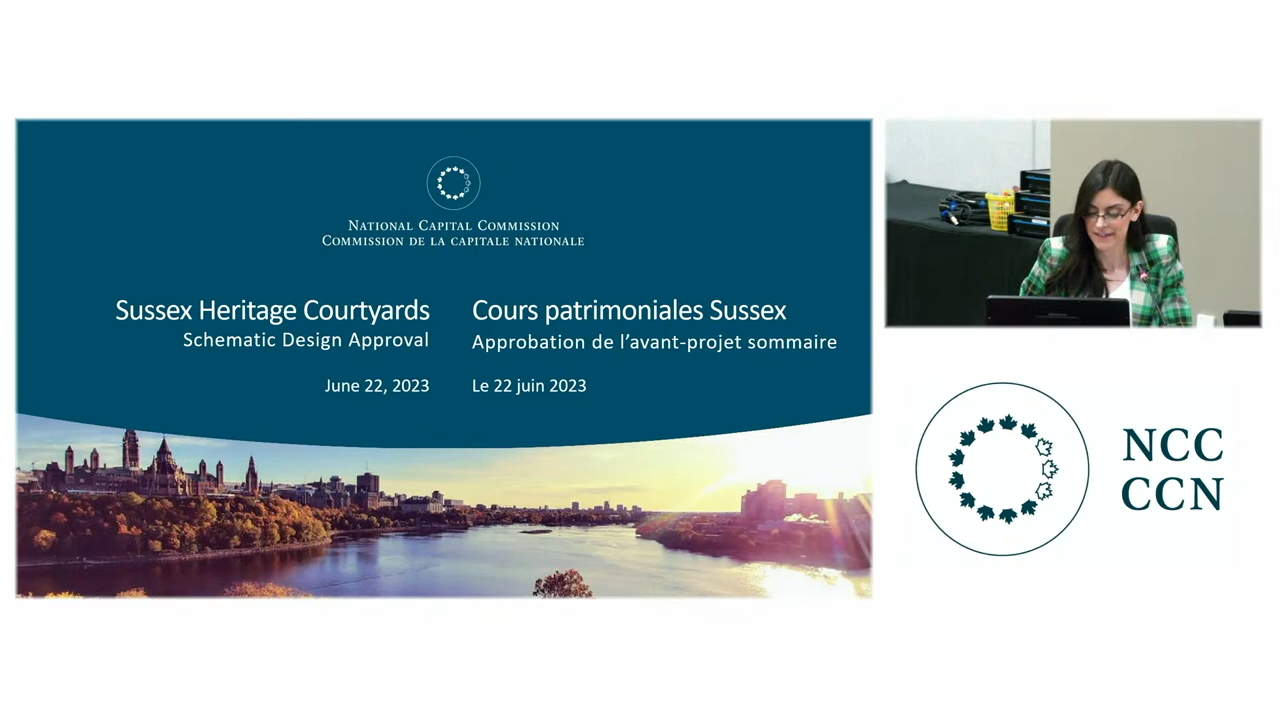 NATIONAL CAPITAL COMMISSION
COMMISSION DE LA CAPITALE NATIONALE
Sussex Heritage Courtyards
Schematic Design Approval
June 22, 2023
Cours patrimoniales Sussex
Approbation de l'avant-projet sommaire
Le 22 juin 2023
NCC
CCN